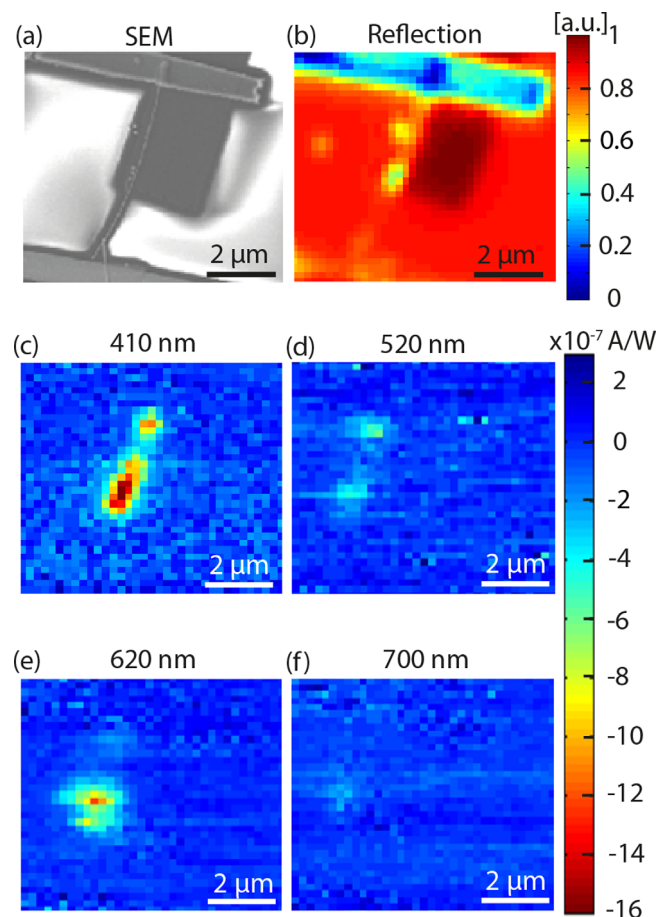 (a) SEM
(b) Reflection
[a.u.]
1
0.8
0.6
0.4
0.2
0
2 μm
2 μm
(c) 410 nm
(d) 520 nm
x10⁻⁷ A/W
2
0
-2
-4
-6
-8
-10
-12
-14
-16
2 μm
2 μm
(e) 620 nm
(f) 700 nm
2 μm
2 μm